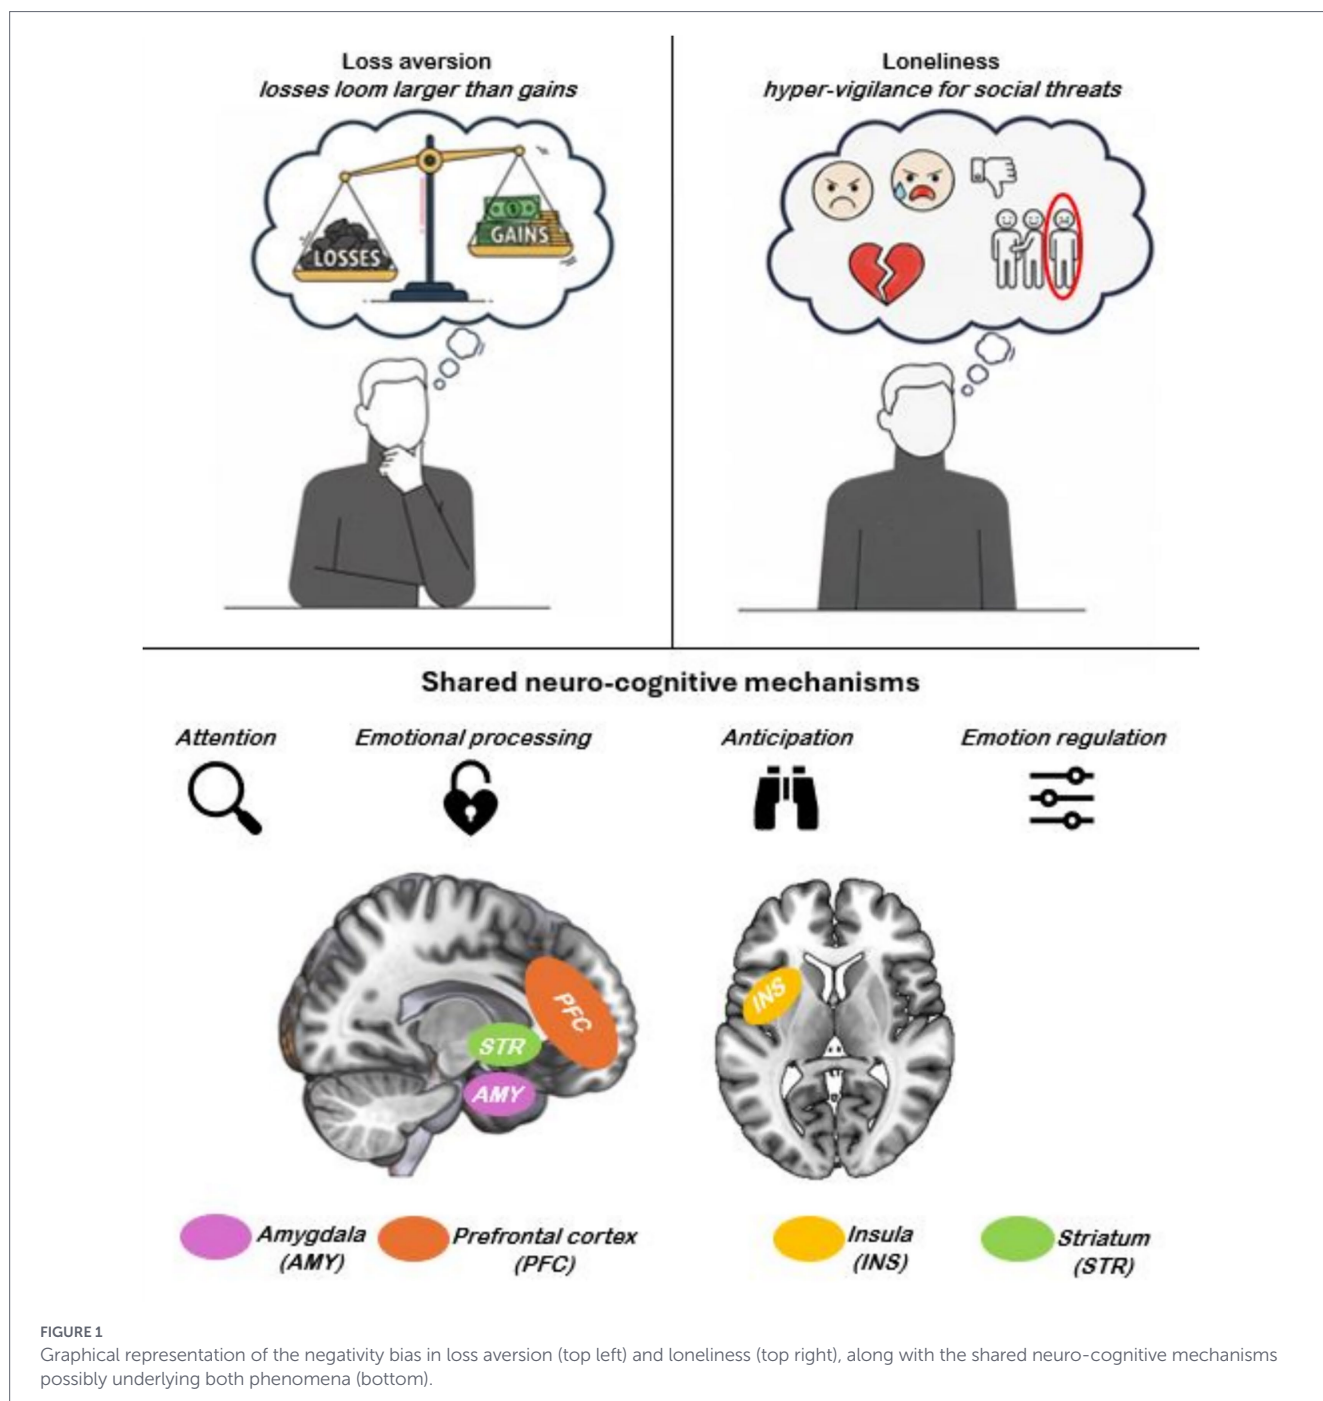 Loss aversion
losses loom larger than gains
LOSSES
GAINS
Loneliness
hyper-vigilance for social threats
Shared neuro-cognitive mechanisms
Attention
Emotional processing
Anticipation
Emotion regulation
PFC
STR
AMY
INS
Amygdala
(AMY)
Prefrontal cortex
(PFC)
Insula
(INS)
Striatum
(STR)
FIGURE 1
Graphical representation of the negativity bias in loss aversion (top left) and loneliness (top right), along with the shared neuro-cognitive mechanisms
possibly underlying both phenomena (bottom).